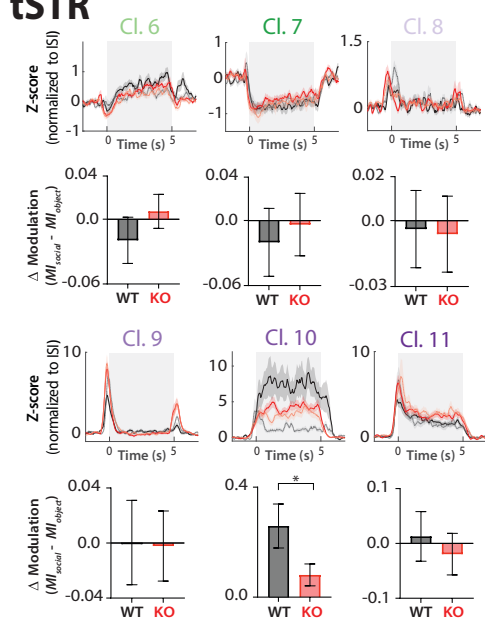 tSTR
Cl. 6 Cl. 7 Cl. 8
Z-score
(normalized to ISI)
1 0 -1
1 0 -1
1.5 0
0 5 0 5 0 5
Time (s) Time (s) Time (s)
Δ Modulation
(MIsocial - MIobject)
0.04 0.0 -0.06
0.04 0.0 -0.06
0.02 0.0 -0.03
WT KO WT KO WT KO
Cl. 9 Cl. 10 Cl. 11
Z-score
(normalized to ISI)
10 0
10 5 0
10 0
0 5 0 5 0 5
Time (s) Time (s) Time (s)
Δ Modulation
(MIsocial - MIobject)
0.04 0.0 -0.04
0.4 0.0
*
0.1 0.0 -0.1
WT KO WT KO WT KO